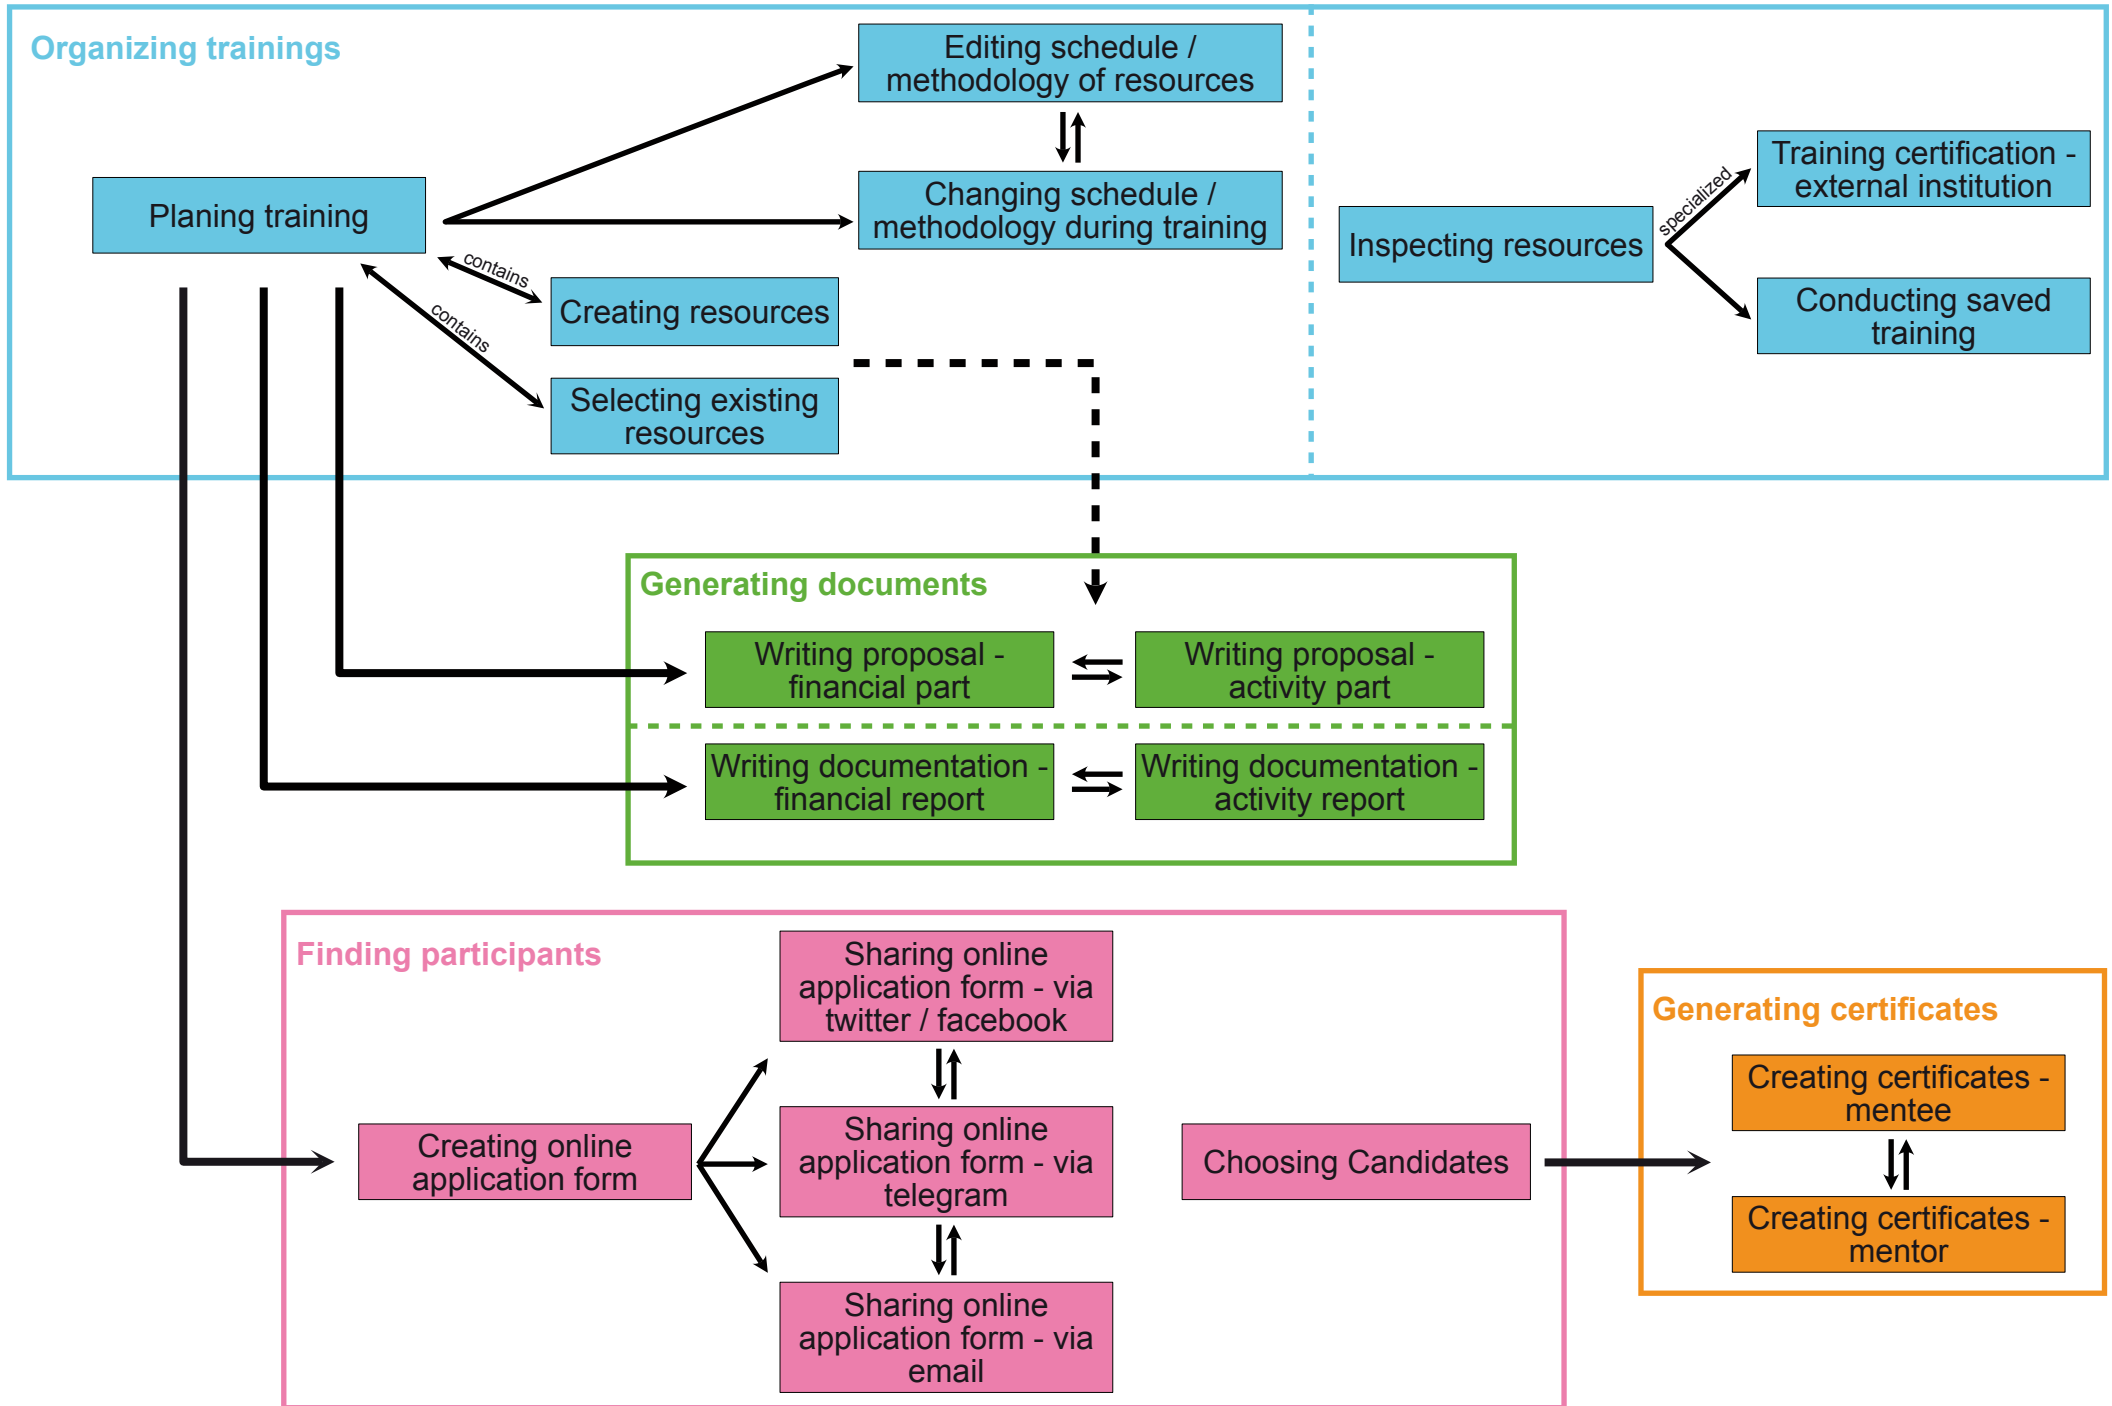 Organizing trainings
Editing schedule /
methodology of resources
Planing training
Changing schedule /
methodology during training
contains
Creating resources
contains
Selecting existing
resources
Inspecting resources
specialized
Training certification -
external institution
Conducting saved
training
Generating documents
Writing proposal -
financial part
Writing proposal -
activity part
Writing documentation -
financial report
Writing documentation -
activity report
Finding participants
Sharing online
application form - via
twitter / facebook
Creating online
application form
Sharing online
application form - via
telegram
Sharing online
application form - via
email
Choosing Candidates
Generating certificates
Creating certificates -
mentee
Creating certificates -
mentor